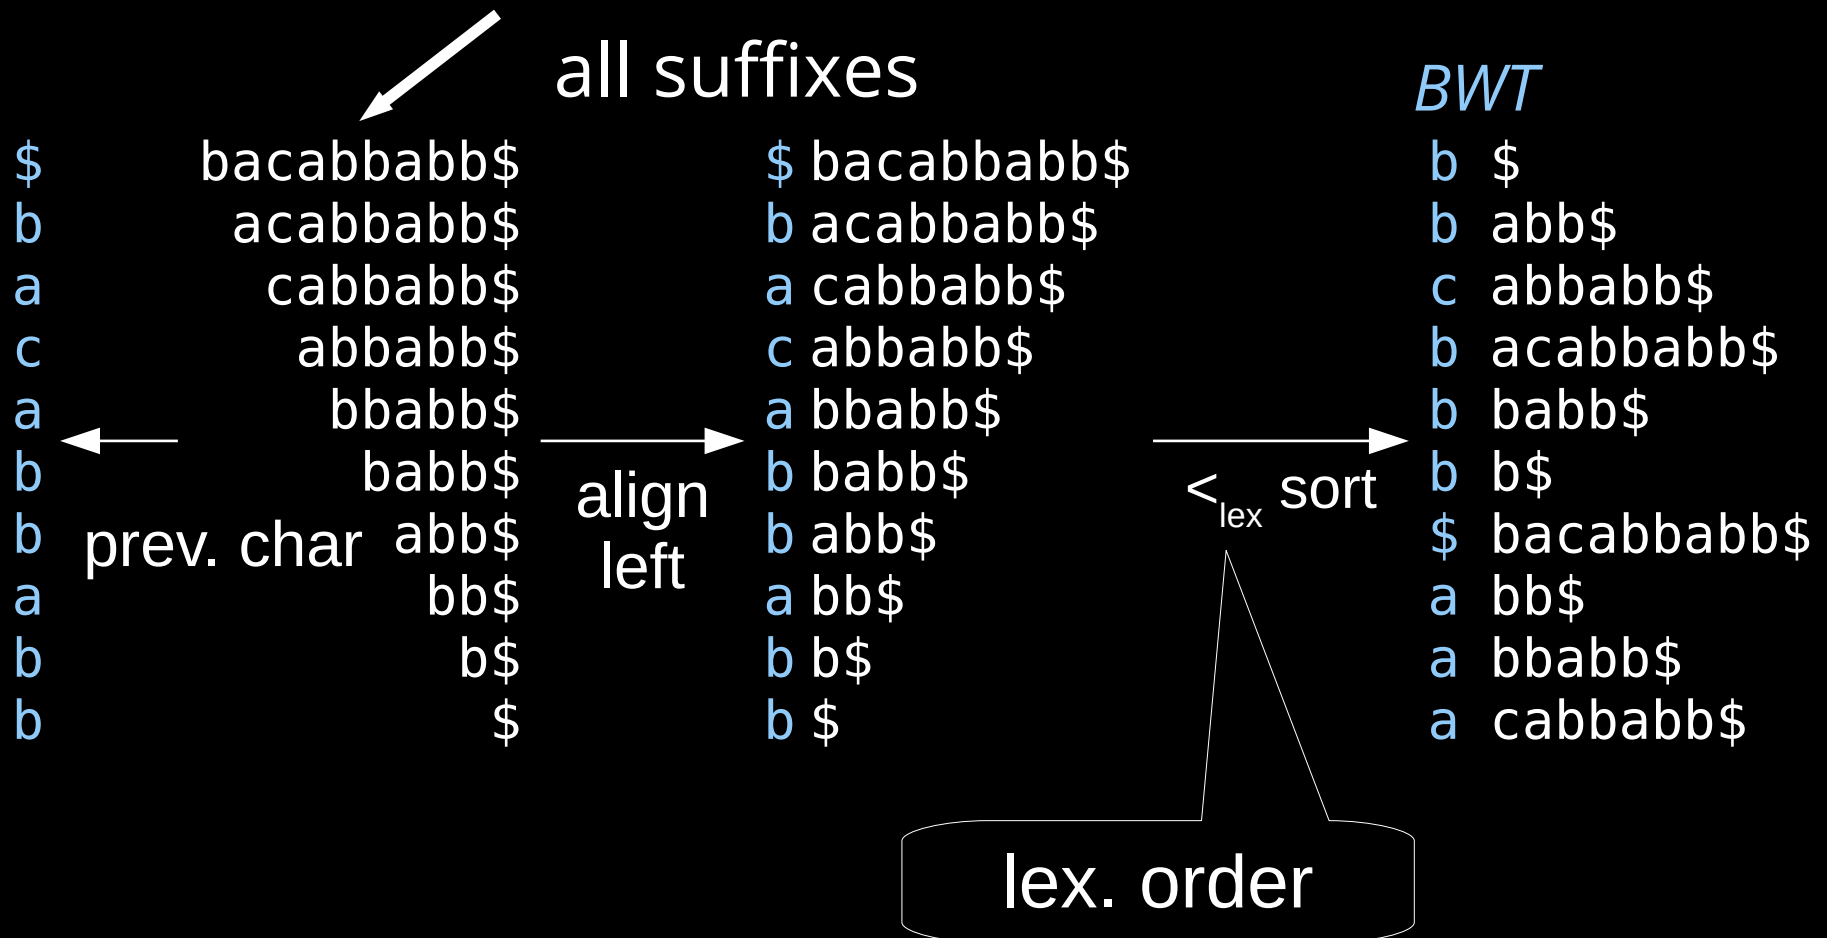 all suffixes
BWT
$ bacabbabb$ $ bacabbabb$ b $
b acabbabb$ b acabbabb$ b abb$
a cabbabb$ a cabbabb$ c abbabb$
c abbabb$ c abbabb$ b acabbabb$
a bbabb$ a bbabb$ b babb$
b babb$ b babb$ b b$
b abb$ b abb$ $ bacabbabb$
a bb$ a bb$ a bb$
b b$ b b$ a bbabb$
b $ b $ a cabbabb$
prev. char
align
left
<lex sort
lex. order